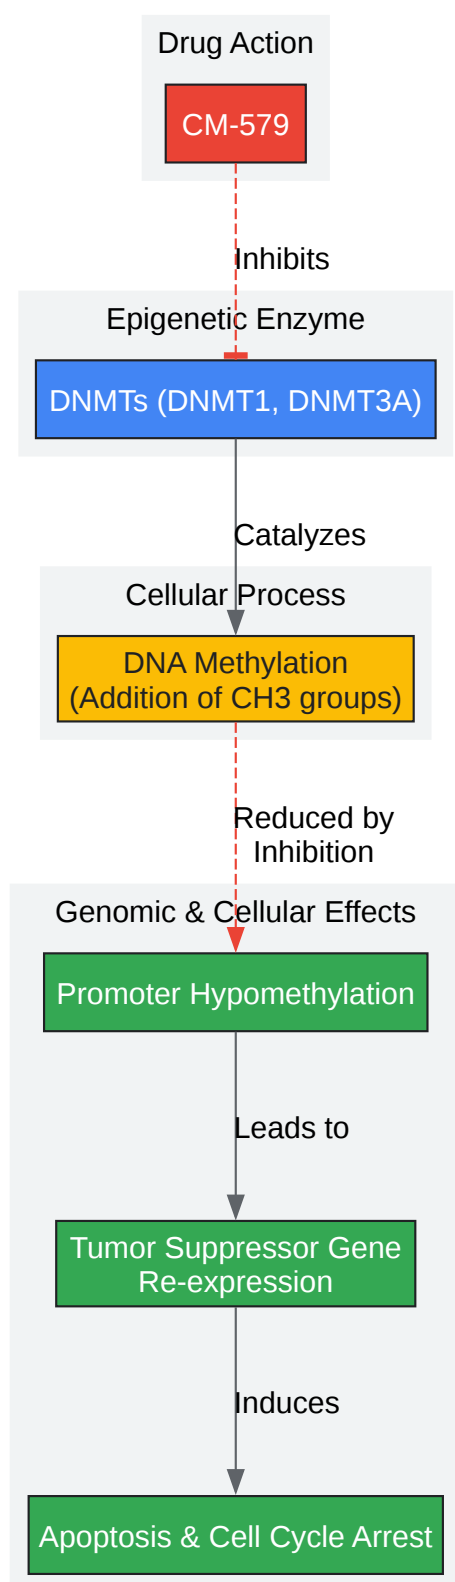 Drug Action
CM-579
Inhibits
Epigenetic Enzyme
DNMTs (DNMT1, DNMT3A)
Catalyzes
Cellular Process
DNA Methylation
(Addition of CH3 groups)
Reduced by
Inhibition
Genomic & Cellular Effects
Promoter Hypomethylation
Leads to
Tumor Suppressor Gene
Re-expression
Induces
Apoptosis & Cell Cycle Arrest